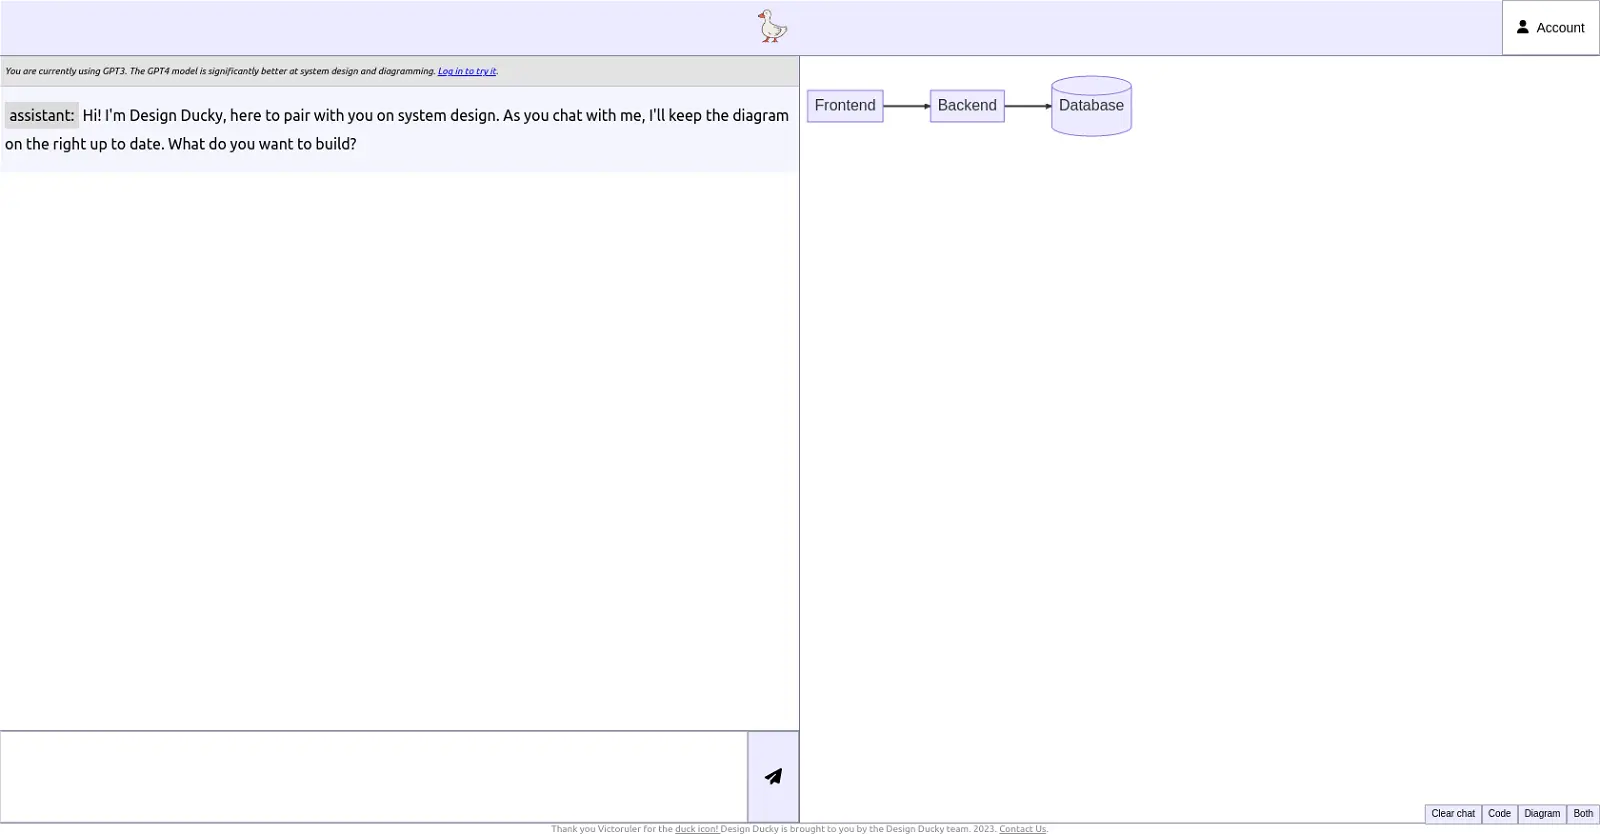 Account
You are currently using GPT3. The GPT4 model is significantly better at system design and diagramming. Log in to try it.
assistant: Hi! I'm Design Ducky, here to pair with you on system design. As you chat with me, I'll keep the diagram
on the right up to date. What do you want to build?
Frontend Backend Database
Clear chat Code Diagram Both
Thank you Victoruler for the duck icon! Design Ducky is brought to you by the Design Ducky team. 2023. Contact Us.